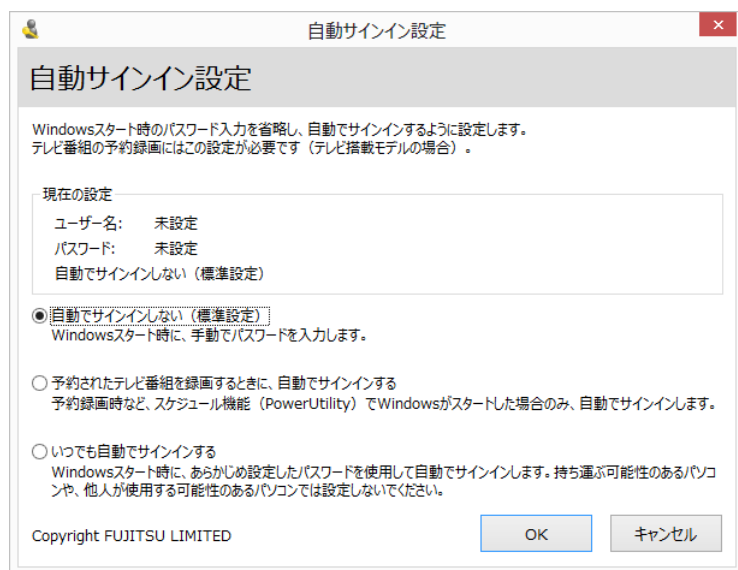 自動サインイン設定
自動サインイン設定
Windowsスタート時のパスワード入力を省略し、自動でサインインするように設定します。
テレビ番組の予約録画にはこの設定が必要です（テレビ搭載モデルの場合）。
現在の設定
ユーザー名: 未設定
パスワード: 未設定
自動でサインインしない（標準設定）
自動でサインインしない（標準設定）
Windowsスタート時に、手動でパスワードを入力します。
予約されたテレビ番組を録画するときに、自動でサインインする
予約録画時など、スケジュール機能（PowerUtility）でWindowsがスタートした場合のみ、自動でサインインします。
いつでも自動でサインインする
Windowsスタート時に、あらかじめ設定したパスワードを使用して自動でサインインします。持ち運ぶ可能性のあるパソコ
ンや、他人が使用する可能性のあるパソコンでは設定しないでください。
Copyright FUJITSU LIMITED
OK
キャンセル